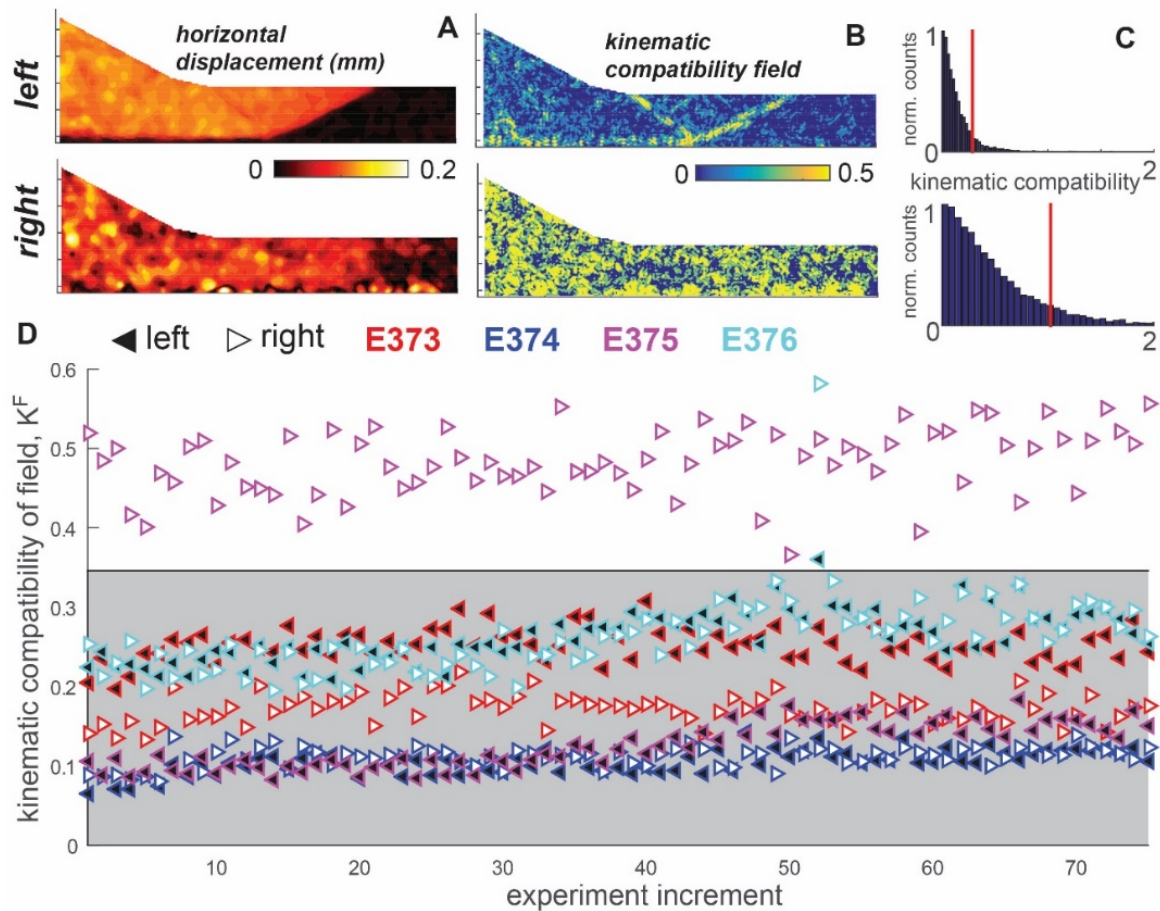 A
horizontal
displacement (mm)
left
0 0.2
right
B
kinematic
compatibility field
0 0.5
C
norm. counts
1
0
2
kinematic compatibility
norm. counts
1
0
2
D
left right E373 E374 E375 E376
kinematic compatibility of field, K^F
0.6
0.5
0.4
0.3
0.2
0.1
0
10 20 30 40 50 60 70
experiment increment